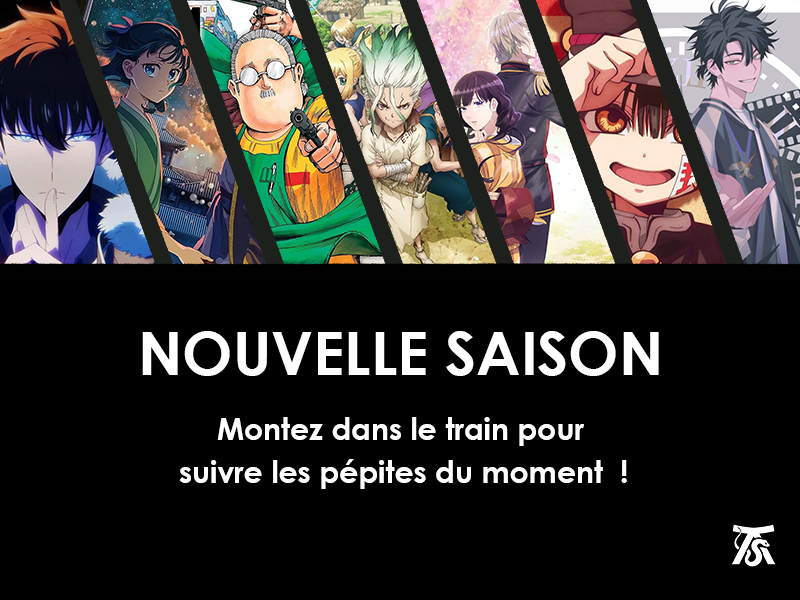 NOUVELLE SAISON
Montez dans le train pour
suivre les pépites du moment !